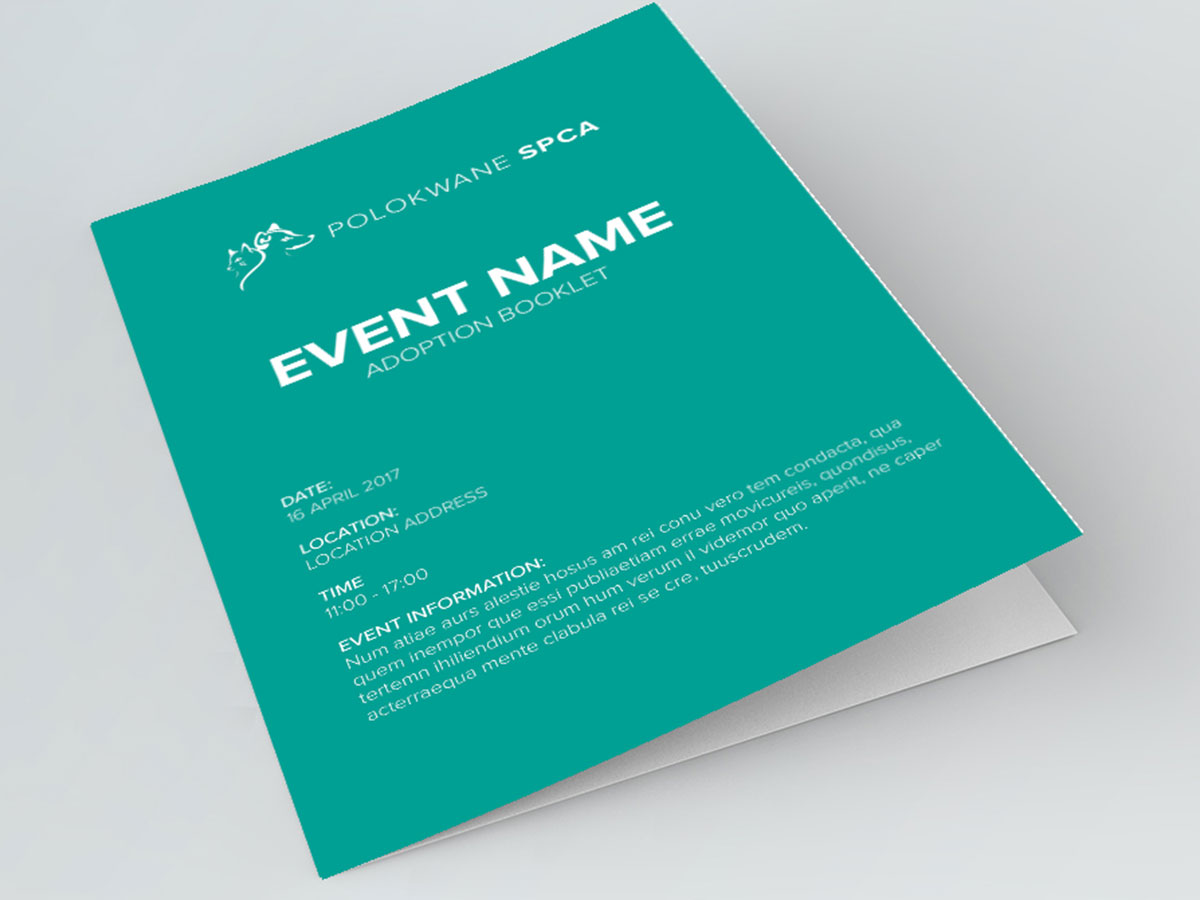 POLOKWANE SPCA
EVENT NAME
ADOPTION BOOKLET
DATE:
16 APRIL 2017
LOCATION:
LOCATION ADDRESS
TIME
11:00 - 17:00
EVENT INFORMATION:
Num atiae aurs alestie hosus am rei conu vero tem condacta, qua
quem inempor que essi publiaetiam errae movicureis, quondisus,
tertemn ihiliendium orum hum verum il videmor quo aperit, ne caper
acterraequa mente clabula rei se cre, tuuscrudem.